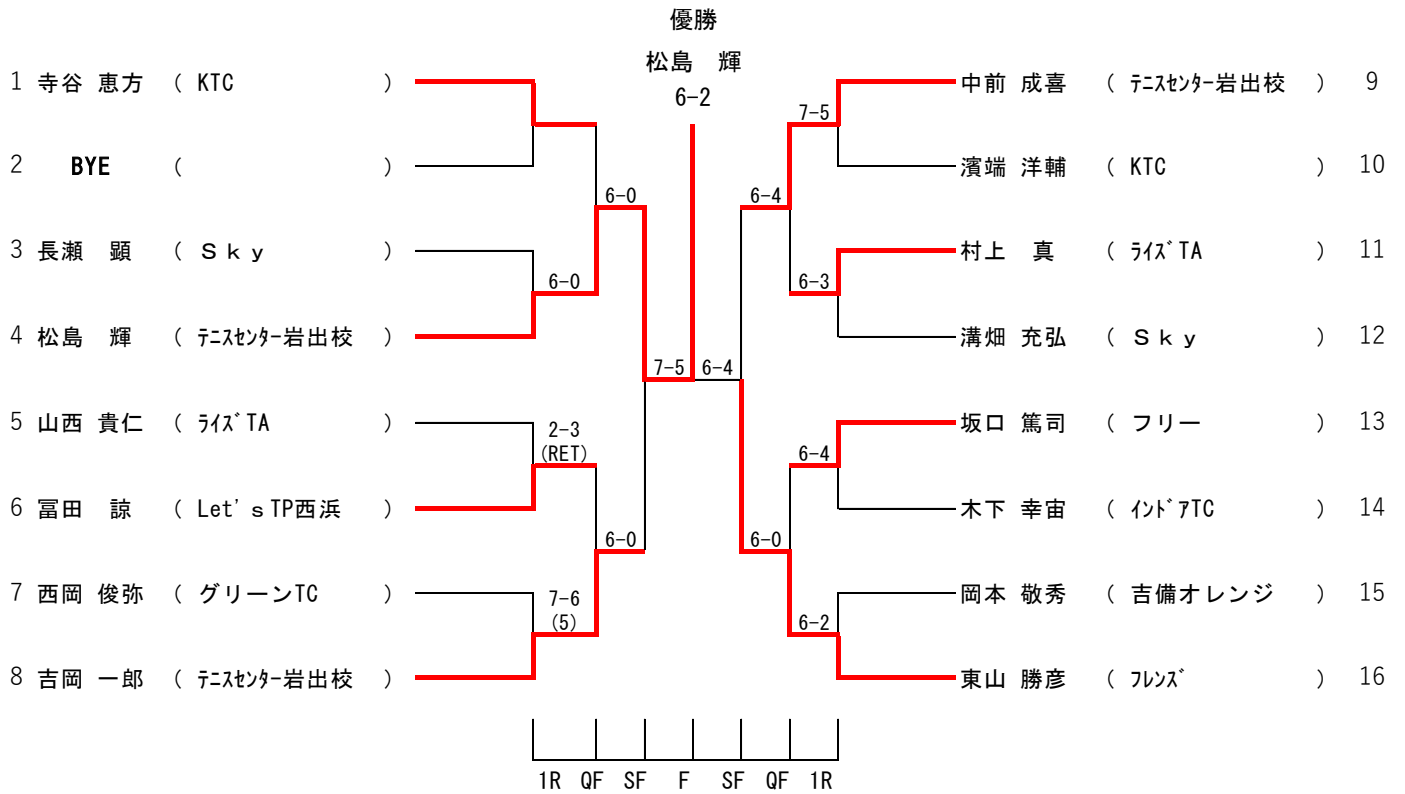 優勝
松島　輝
6-2
1 寺谷 恵方 ( KTC )
中前 成喜 ( テニスセンター岩出校 ) 9
7-5
2 BYE ( )
濱端 洋輔 ( KTC ) 10
6-0 6-4
3 長瀬　顕 ( Ｓｋｙ )
村上　真 ( ライズTA ) 11
6-0 6-3
4 松島　輝 ( テニスセンター岩出校 )
溝畑 充弘 ( Ｓｋｙ ) 12
7-5 6-4
5 山西 貴仁 ( ライズTA )
坂口 篤司 ( フリー ) 13
2-3
(RET)
6-4
6 冨田　諒 ( Let'ｓTP西浜 )
木下 幸宙 ( インドアTC ) 14
6-0 6-0
7 西岡 俊弥 ( グリーンTC )
岡本 敬秀 ( 吉備オレンジ ) 15
7-6
(5)
6-2
8 吉岡 一郎 ( テニスセンター岩出校 )
東山 勝彦 ( フレンズ ) 16
1R QF SF F SF QF 1R